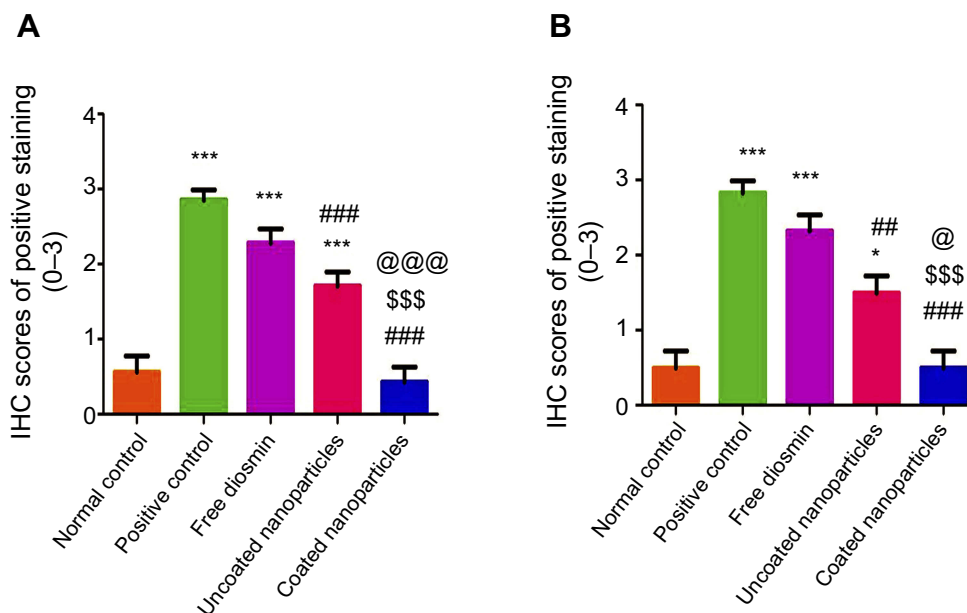 A
IHC scores of positive staining
(0–3)
4
3
2
1
0
***
***
###
***
@@@
$$$
###
Normal control
Positive control
Free diosmin
Uncoated nanoparticles
Coated nanoparticles
B
IHC scores of positive staining
(0–3)
4
3
2
1
0
***
***
##
*
@
$$$
###
Normal control
Positive control
Free diosmin
Uncoated nanoparticles
Coated nanoparticles